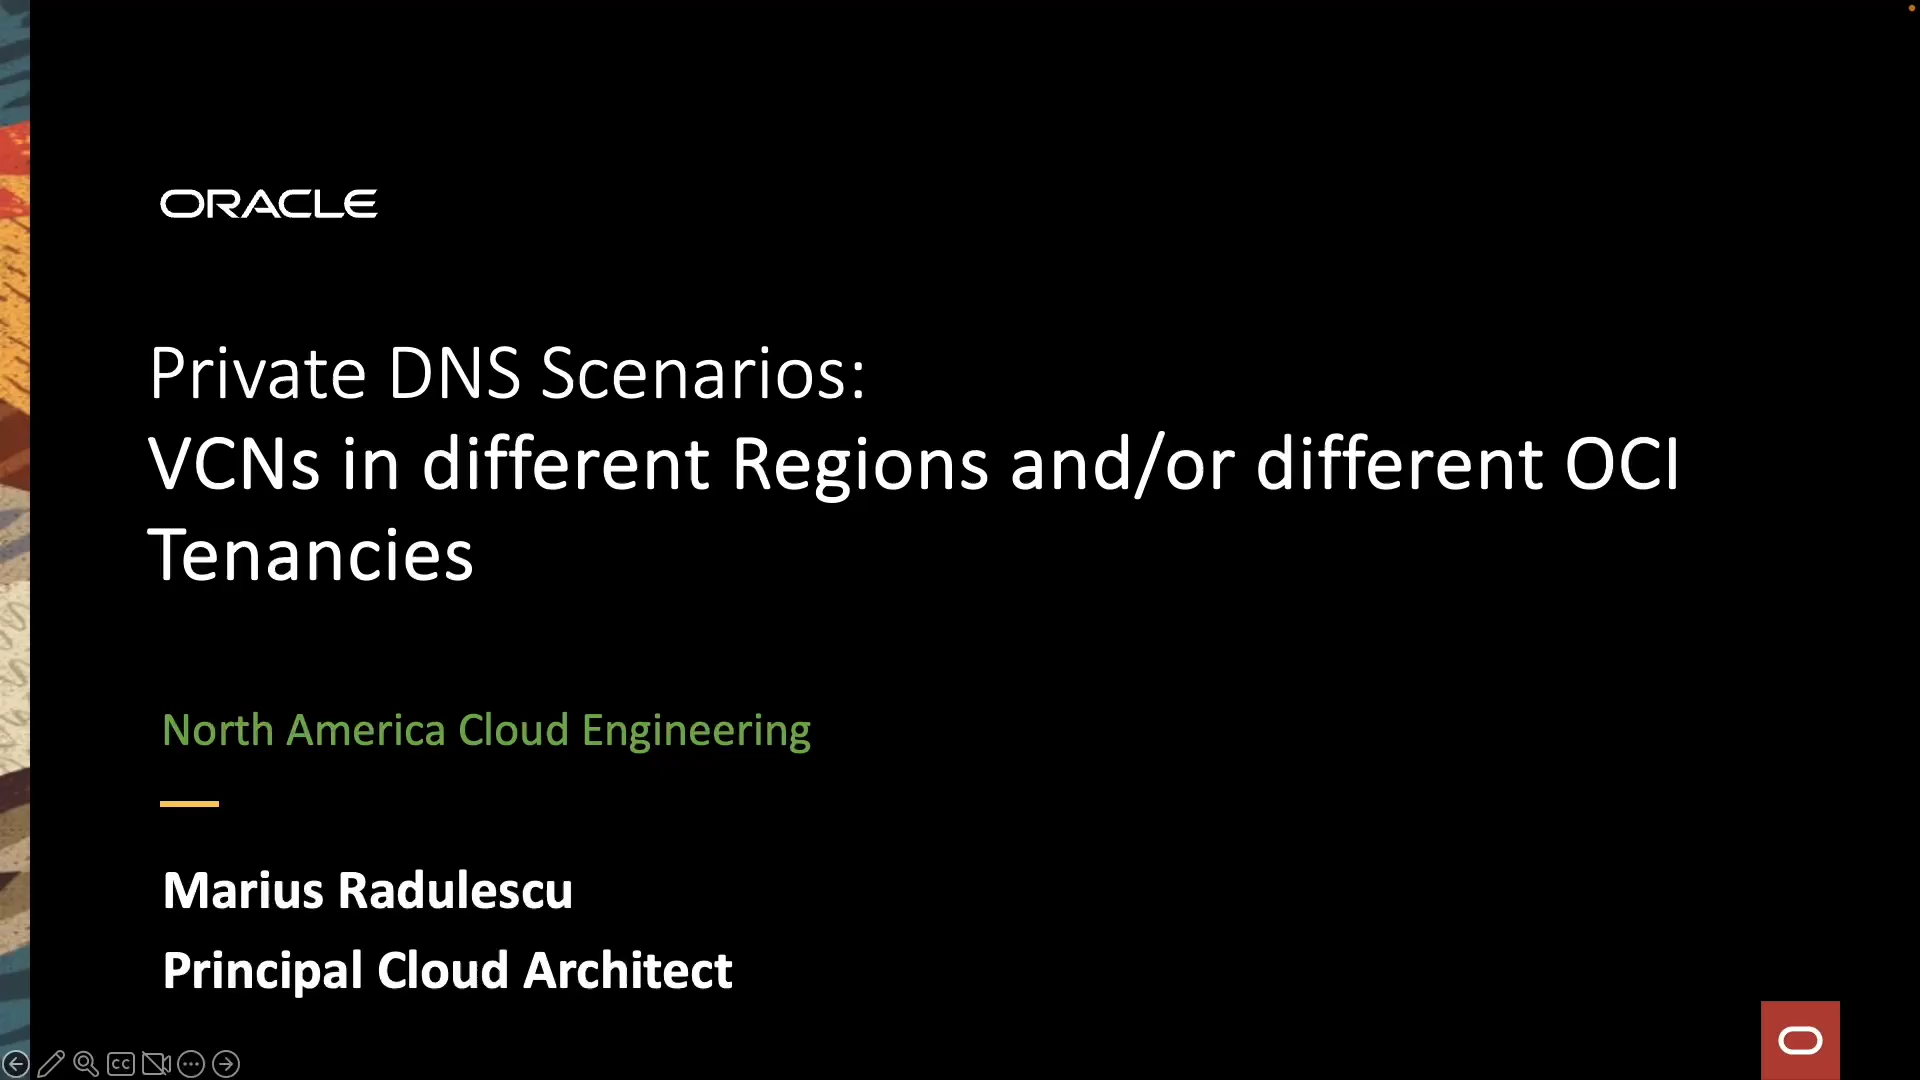 ORACLE
Private DNS Scenarios:
VCNs in different Regions and/or different OCI
Tenancies
North America Cloud Engineering
Marius Radulescu
Principal Cloud Architect
CC